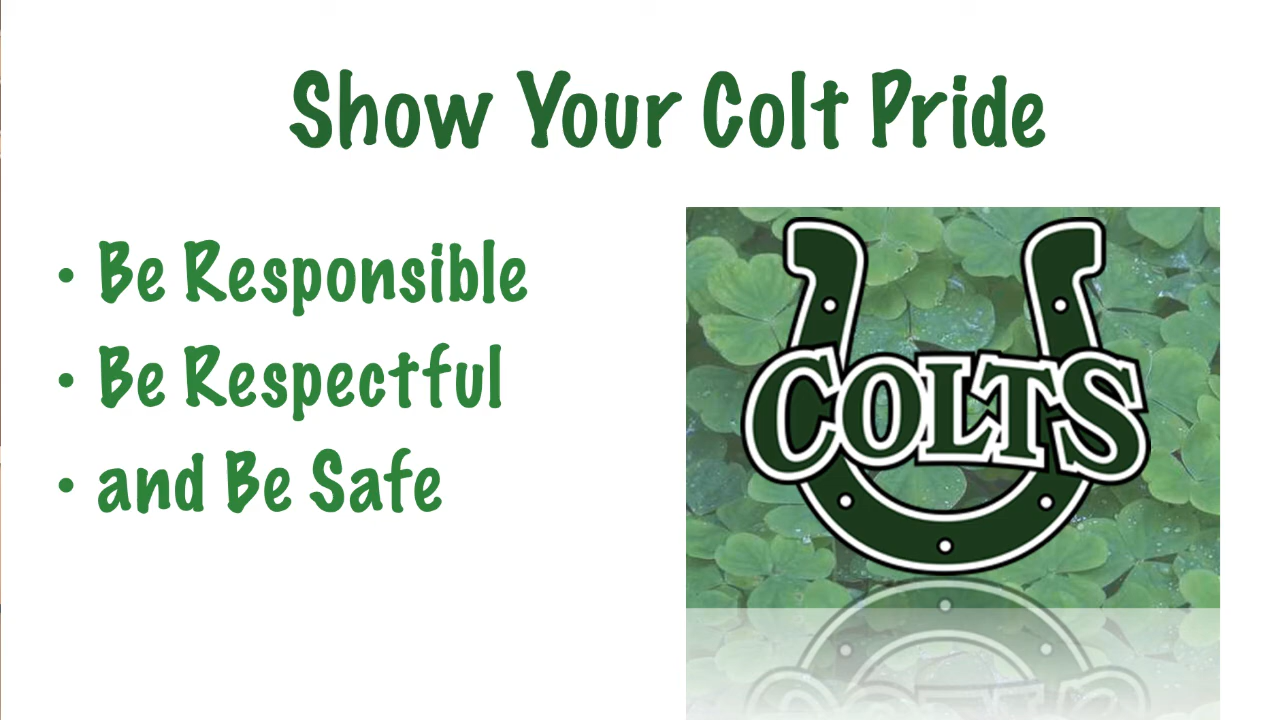 Show Your Colt Pride
• Be Responsible
• Be Respectful
• and Be Safe
COLTS